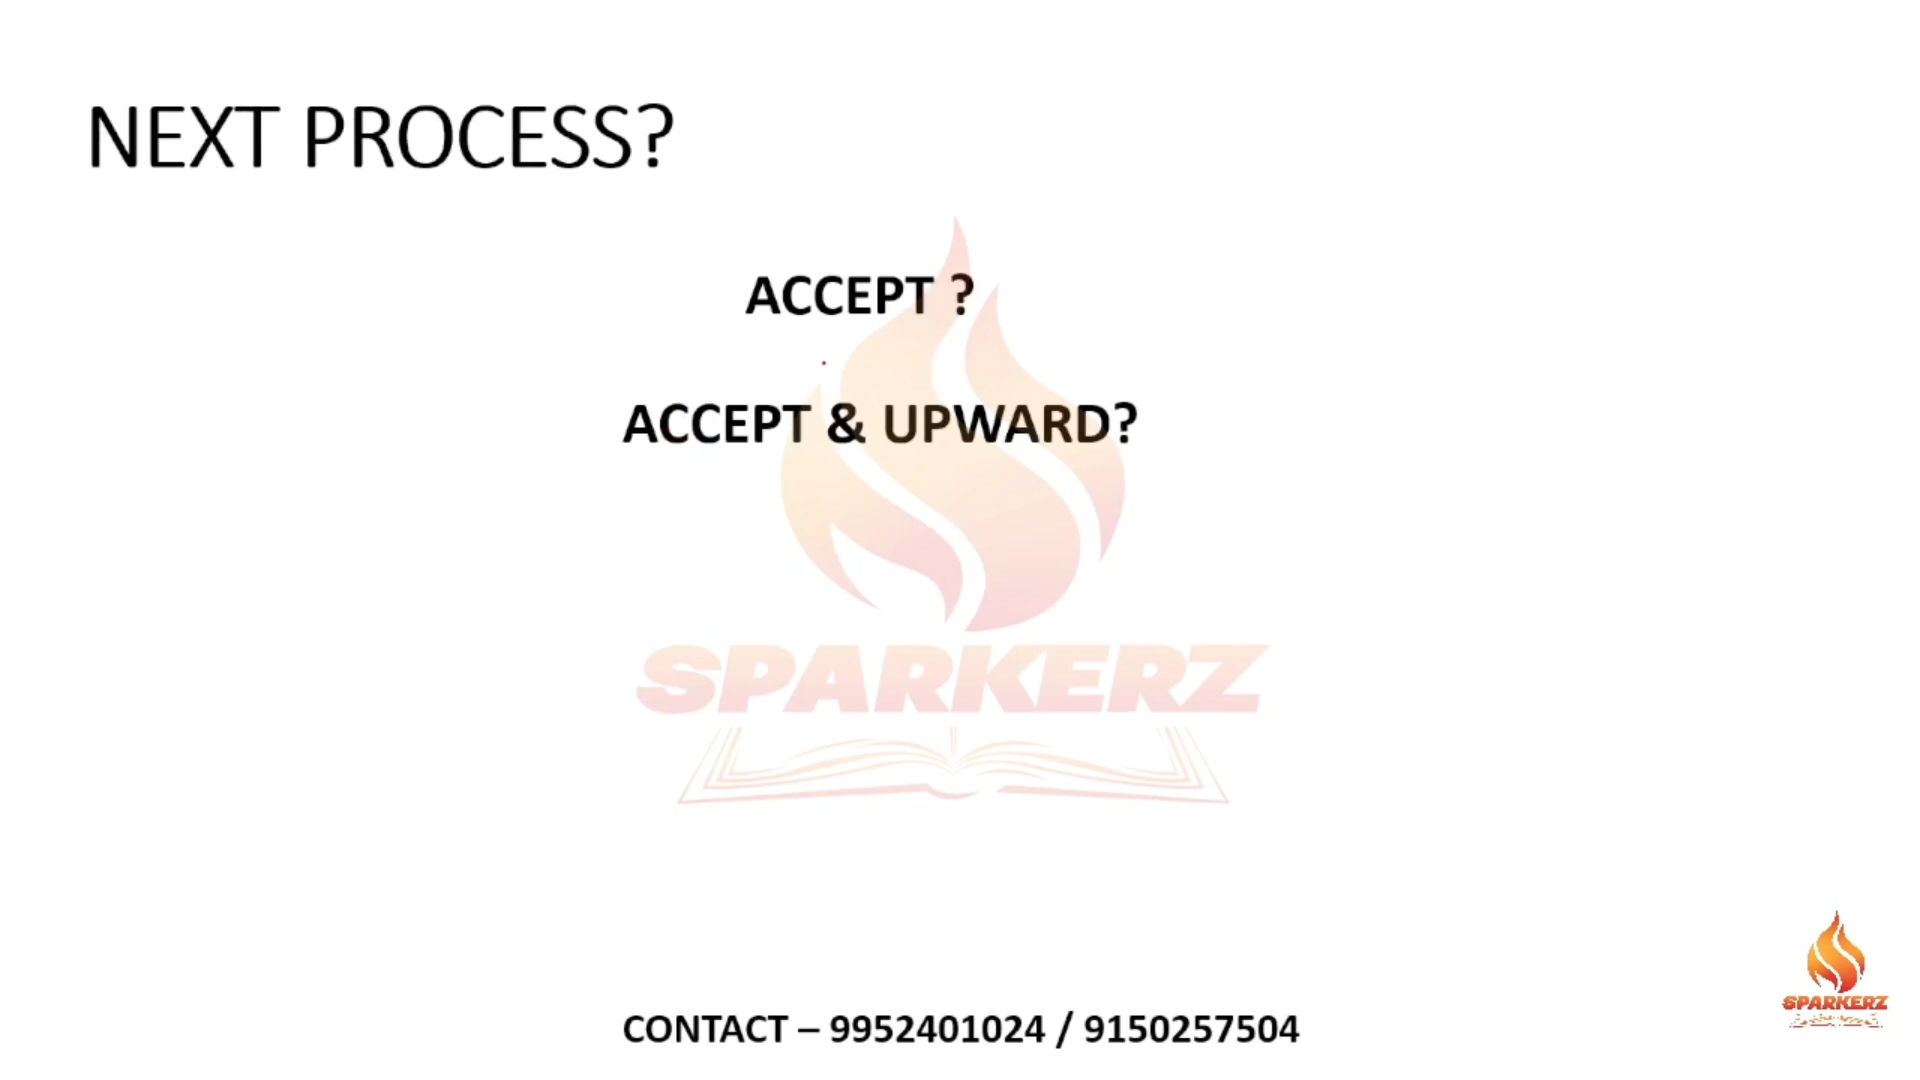 NEXT PROCESS?
ACCEPT ?
ACCEPT & UPWARD?
SPARKERZ
CONTACT – 9952401024 / 9150257504
SPARKERZ